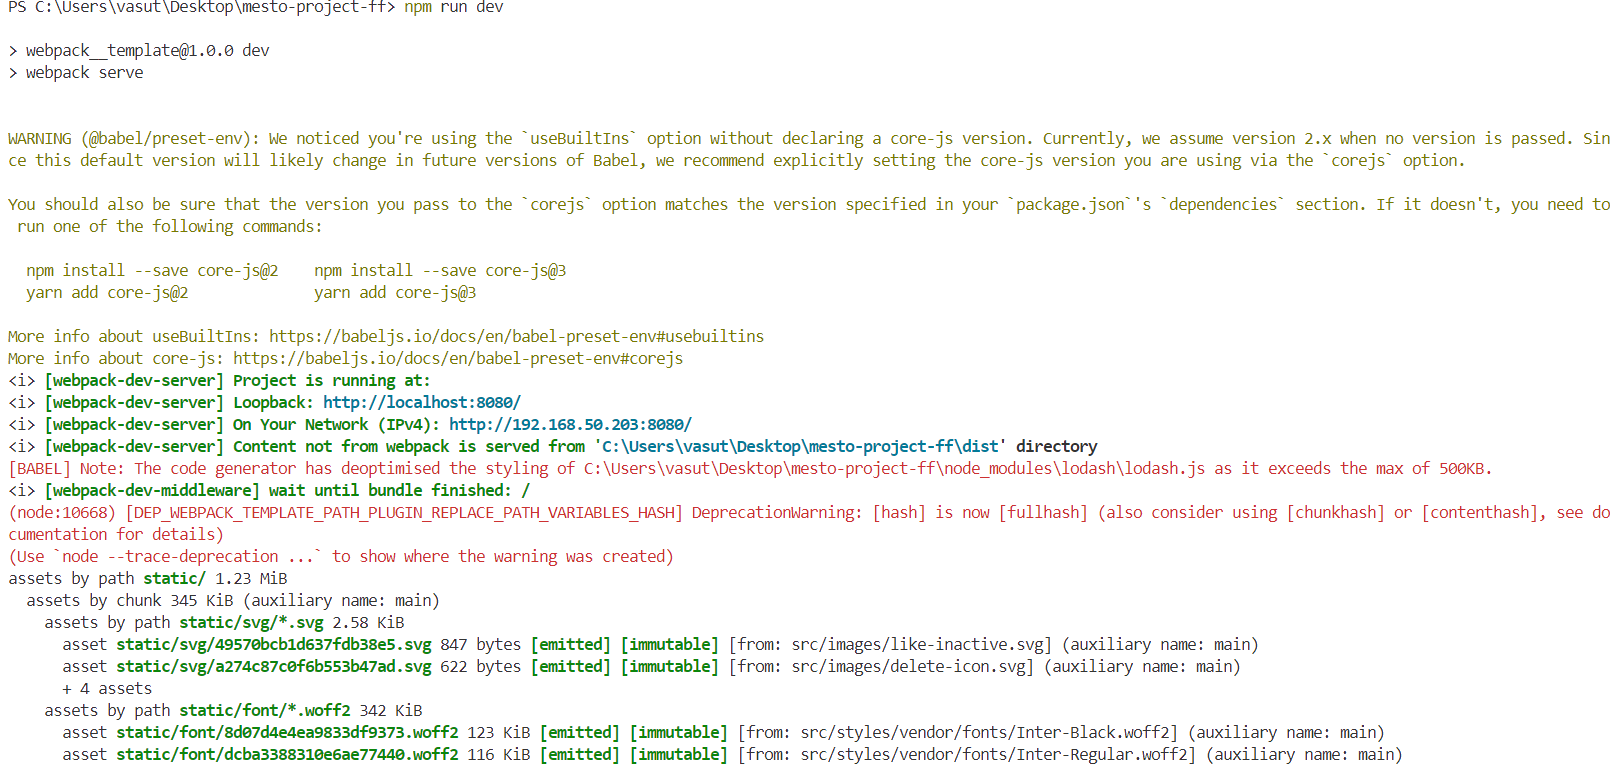 PS C:\Users\vasut\Desktop\mesto-project-ff> npm run dev
> webpack__template@1.0.0 dev
> webpack serve
WARNING (@babel/preset-env): We noticed you're using the `useBuiltIns` option without declaring a core-js version. Currently, we assume version 2.x when no version is passed. Sin
ce this default version will likely change in future versions of Babel, we recommend explicitly setting the core-js version you are using via the `corejs` option.
You should also be sure that the version you pass to the `corejs` option matches the version specified in your `package.json`'s `dependencies` section. If it doesn't, you need to
 run one of the following commands:
  npm install --save core-js@2    npm install --save core-js@3
  yarn add core-js@2              yarn add core-js@3
More info about useBuiltIns: https://babeljs.io/docs/en/babel-preset-env#usebuiltins
More info about core-js: https://babeljs.io/docs/en/babel-preset-env#corejs
<i> [webpack-dev-server] Project is running at:
<i> [webpack-dev-server] Loopback: http://localhost:8080/
<i> [webpack-dev-server] On Your Network (IPv4): http://192.168.50.203:8080/
<i> [webpack-dev-server] Content not from webpack is served from 'C:\Users\vasut\Desktop\mesto-project-ff\dist' directory
[BABEL] Note: The code generator has deoptimised the styling of C:\Users\vasut\Desktop\mesto-project-ff\node_modules\lodash\lodash.js as it exceeds the max of 500KB.
<i> [webpack-dev-middleware] wait until bundle finished: /
(node:10668) [DEP_WEBPACK_TEMPLATE_PATH_PLUGIN_REPLACE_PATH_VARIABLES_HASH] DeprecationWarning: [hash] is now [fullhash] (also consider using [chunkhash] or [contenthash], see do
cumentation for details)
(Use `node --trace-deprecation ...` to show where the warning was created)
assets by path static/ 1.23 MiB
  assets by chunk 345 KiB (auxiliary name: main)
    assets by path static/svg/*.svg 2.58 KiB
      asset static/svg/49570bcb1d637fdb38e5.svg 847 bytes [emitted] [immutable] [from: src/images/like-inactive.svg] (auxiliary name: main)
      asset static/svg/a274c87c0f6b553b47ad.svg 622 bytes [emitted] [immutable] [from: src/images/delete-icon.svg] (auxiliary name: main)
      + 4 assets
    assets by path static/font/*.woff2 342 KiB
      asset static/font/8d07d4e4ea9833df9373.woff2 123 KiB [emitted] [immutable] [from: src/styles/vendor/fonts/Inter-Black.woff2] (auxiliary name: main)
      asset static/font/dcba3388310e6ae77440.woff2 116 KiB [emitted] [immutable] [from: src/styles/vendor/fonts/Inter-Regular.woff2] (auxiliary name: main)